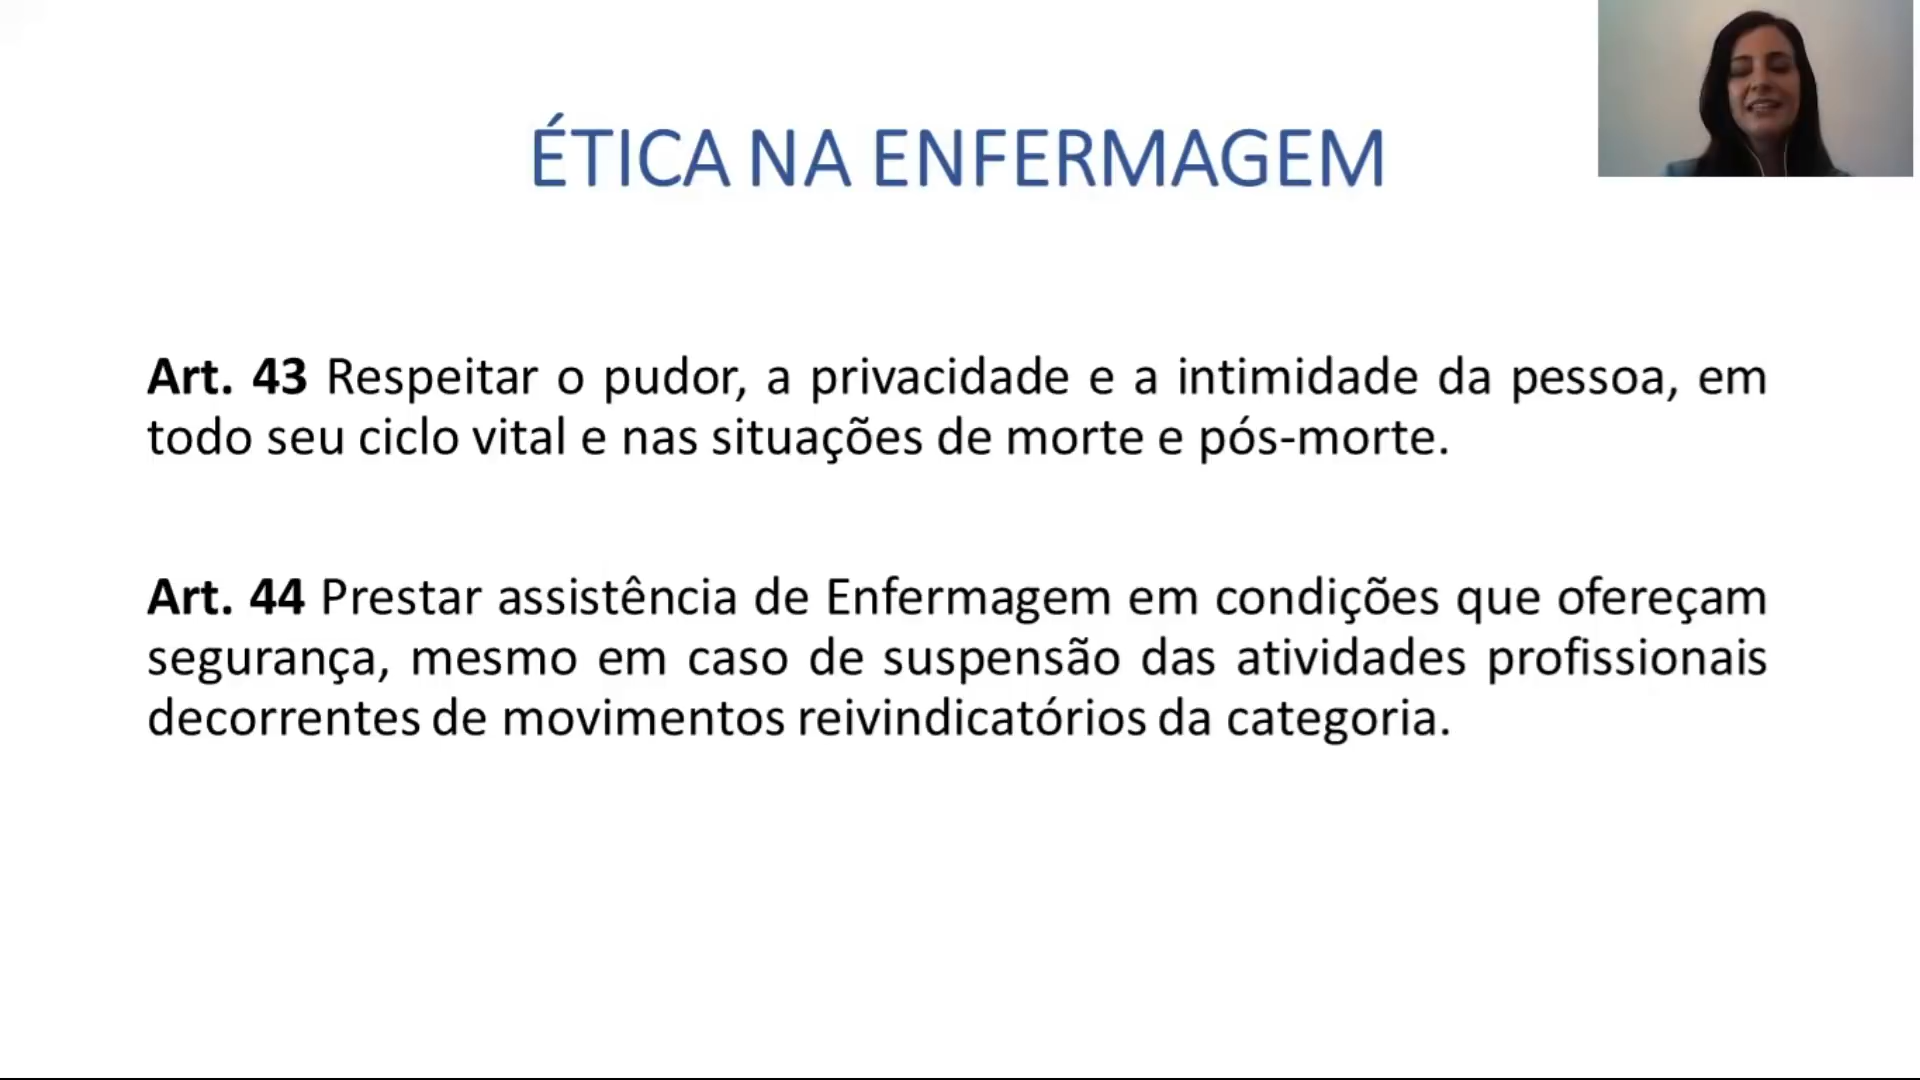 ÉTICA NA ENFERMAGEM
Art. 43 Respeitar o pudor, a privacidade e a intimidade da pessoa, em
todo seu ciclo vital e nas situações de morte e pós-morte.
Art. 44 Prestar assistência de Enfermagem em condições que ofereçam
segurança, mesmo em caso de suspensão das atividades profissionais
decorrentes de movimentos reivindicatórios da categoria.